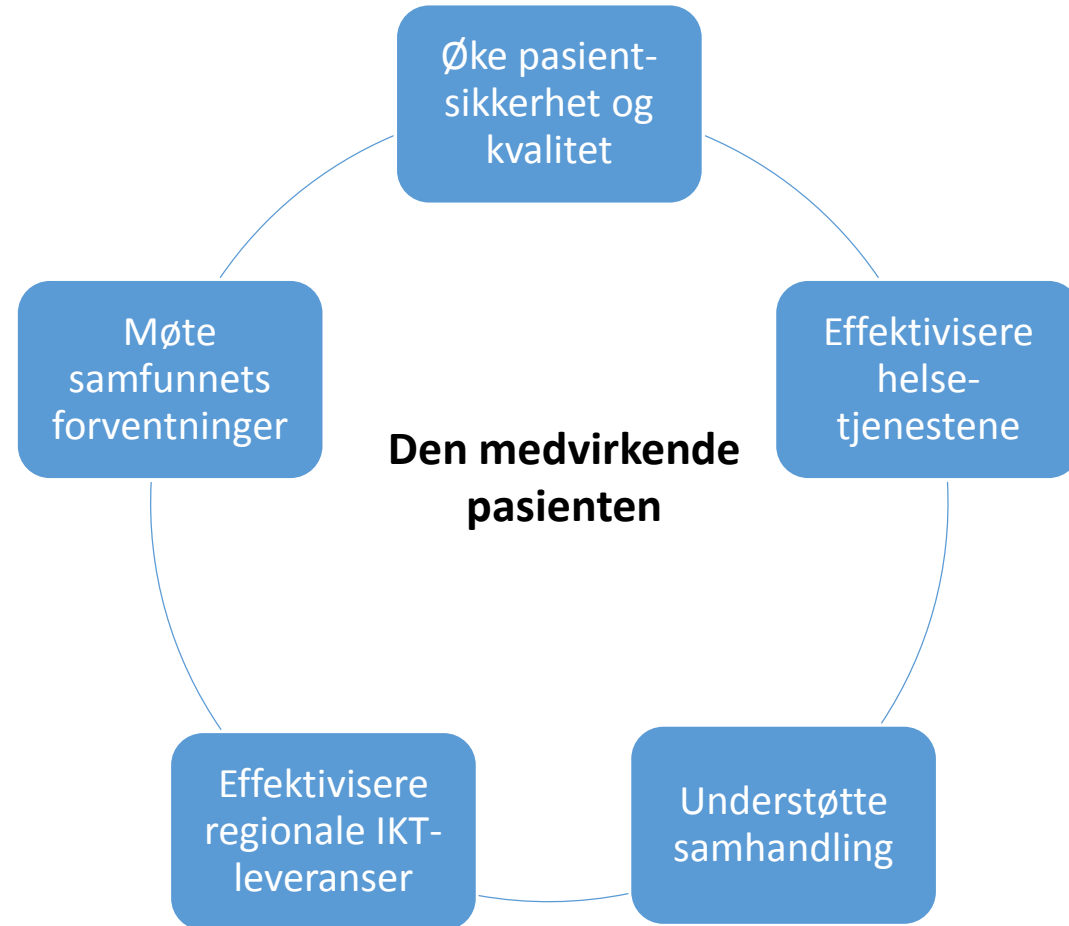 Øke pasient-
sikkerhet og
kvalitet
Møte
samfunnets
forventninger
Effektivisere
helse-
tjenestene
Den medvirkende
pasienten
Effektivisere
regionale IKT-
leveranser
Understøtte
samhandling